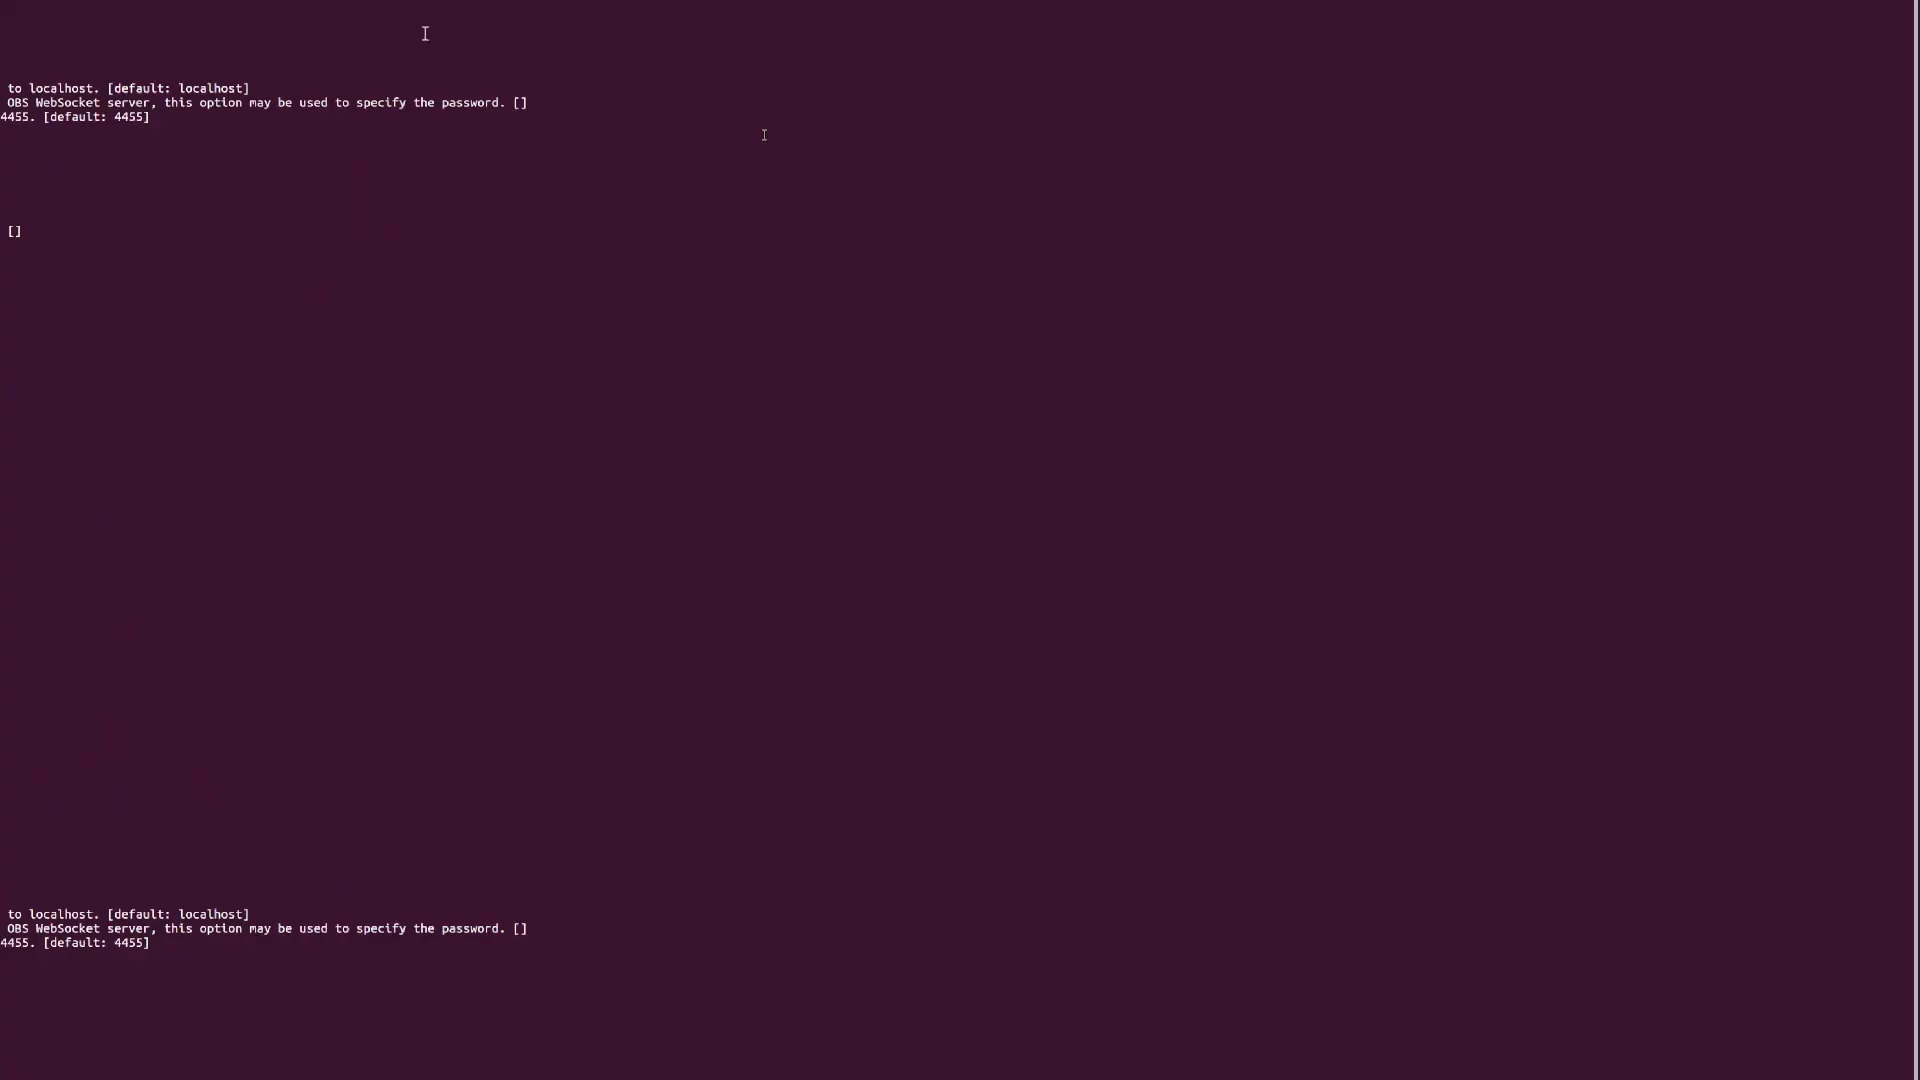 to localhost. [default: localhost]
OBS WebSocket server, this option may be used to specify the password. []
4455. [default: 4455]
[]
to localhost. [default: localhost]
OBS WebSocket server, this option may be used to specify the password. []
4455. [default: 4455]